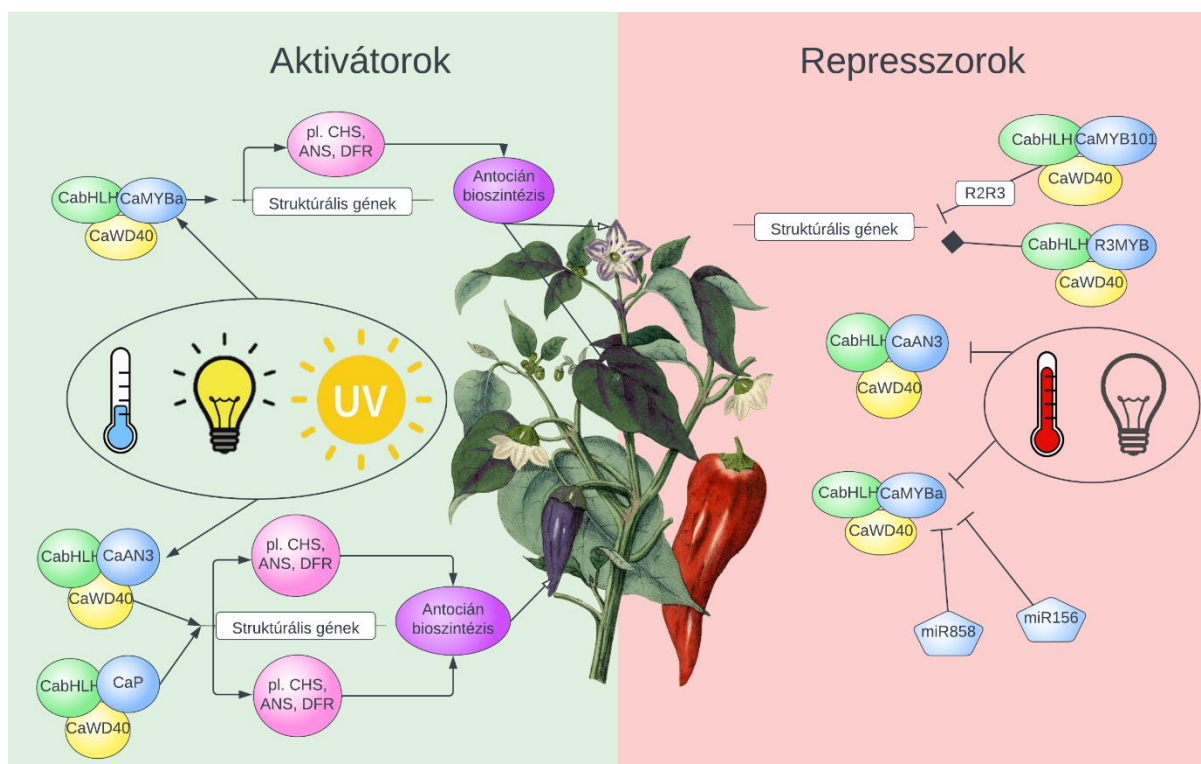 Aktivátorok
pl. CHS,
ANS, DFR
Antocián
bioszintézis
CabHLH
CaMYBa
CaWD40
Struktúrális gének
UV
CabHLH
CaAN3
CaWD40
pl. CHS,
ANS, DFR
Struktúrális gének
Antocián
bioszintézis
CabHLH
CaP
CaWD40
pl. CHS,
ANS, DFR
Represszorok
CabHLH
CaMYB101
CaWD40
R2R3
Struktúrális gének
CabHLH
R3MYB
CaWD40
CabHLH
CaAN3
CaWD40
CabHLH
CaMYBa
CaWD40
miR858
miR156